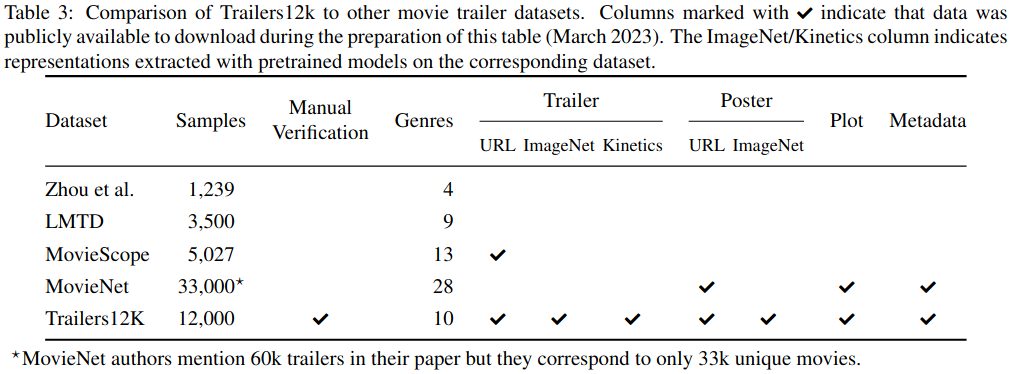 Table 3: Comparison of Trailers12k to other movie trailer datasets. Columns marked with ✔ indicate that data was
publicly available to download during the preparation of this table (March 2023). The ImageNet/Kinetics column indicates
representations extracted with pretrained models on the corresponding dataset.
Dataset Samples Manual Verification Genres Trailer Poster Plot Metadata
URL ImageNet Kinetics URL ImageNet
Zhou et al. 1,239 4
LMTD 3,500 9
MovieScope 5,027 13 ✔
MovieNet 33,000* 28 ✔ ✔ ✔
Trailers12K 12,000 ✔ 10 ✔ ✔ ✔ ✔ ✔ ✔ ✔
*MovieNet authors mention 60k trailers in their paper but they correspond to only 33k unique movies.